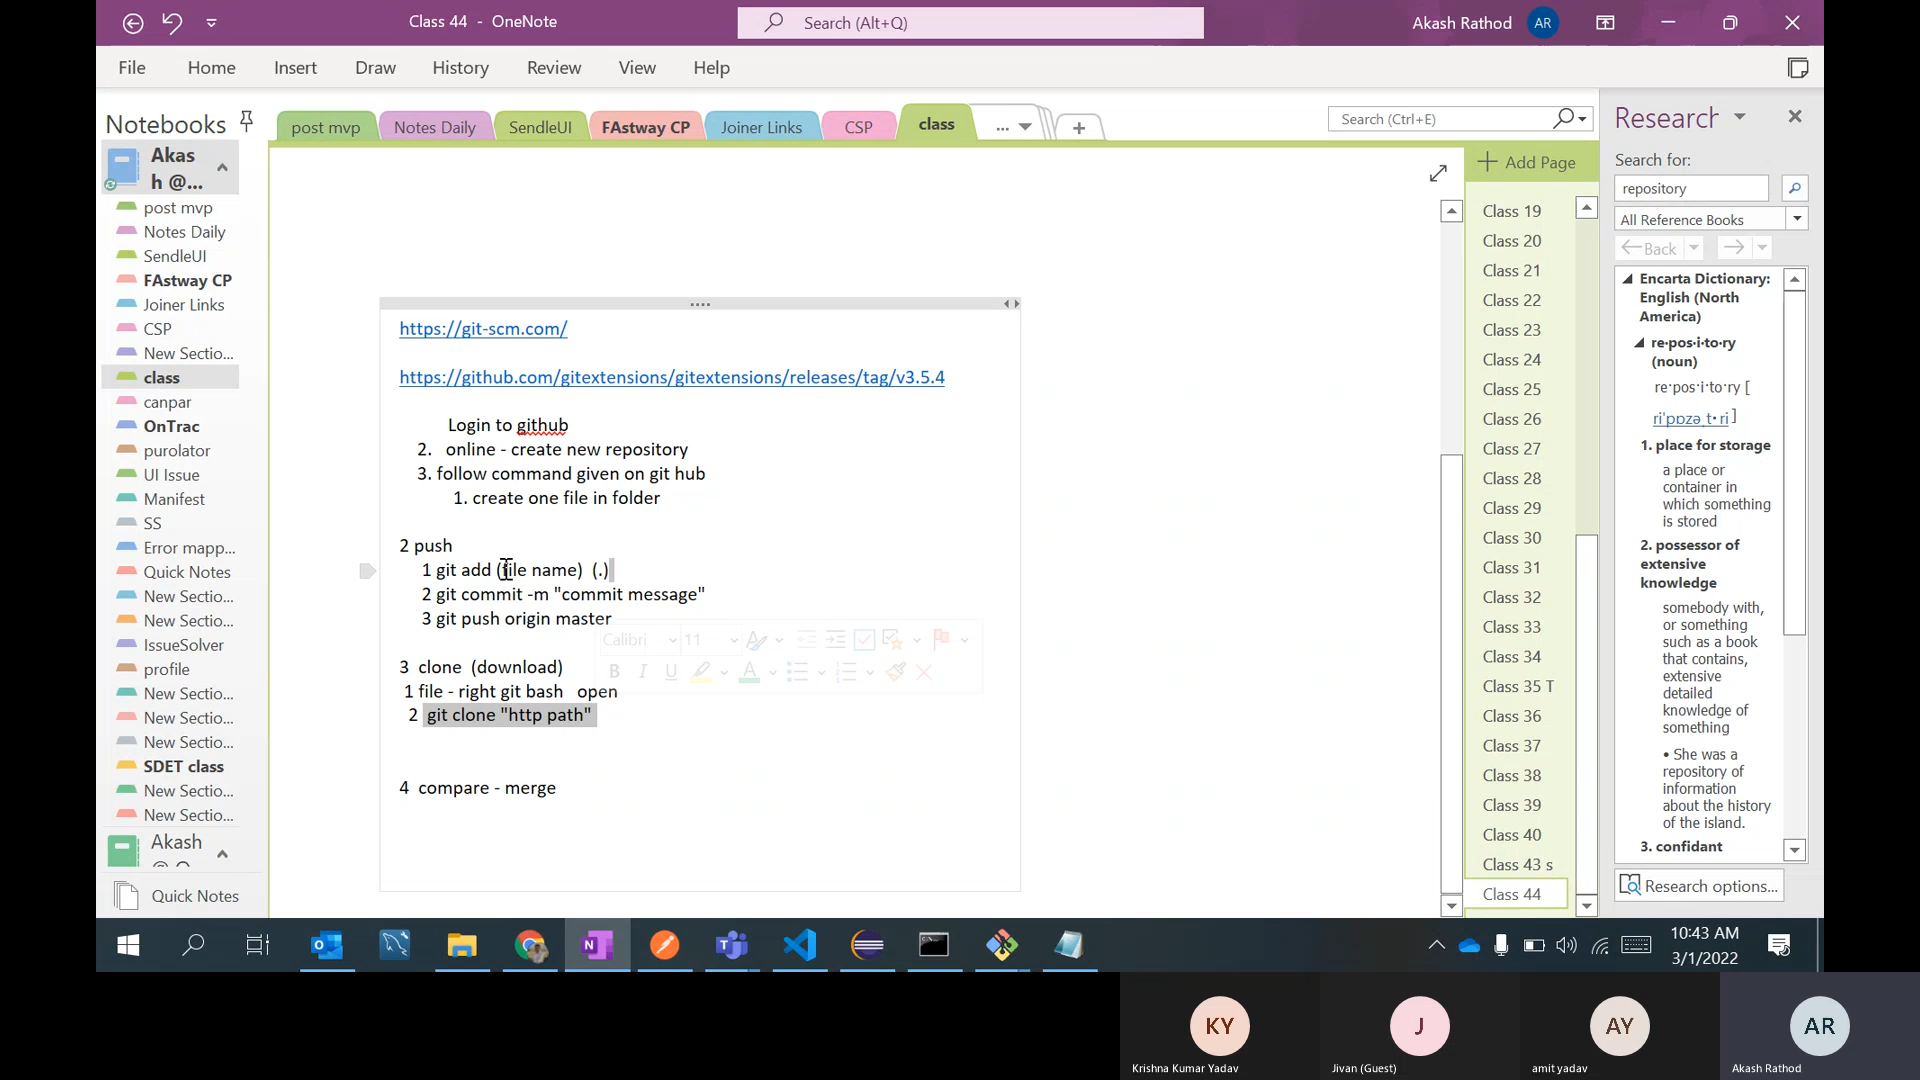 Class 44 - OneNote
Search (Alt+Q)
Akash Rathod
AR
File
Home
Insert
Draw
History
Review
View
Help
Notebooks
post mvp
Notes Daily
SendleUI
FAstway CP
Joiner Links
CSP
class
...
Search (Ctrl+E)
Akas
h @...
post mvp
Notes Daily
SendleUI
FAstway CP
Joiner Links
CSP
New Sectio...
class
canpar
OnTrac
purolator
UI Issue
Manifest
SS
Error mapp...
Quick Notes
New Sectio...
New Sectio...
IssueSolver
profile
New Sectio...
New Sectio...
New Sectio...
SDET class
New Sectio...
New Sectio...
Akash
Quick Notes
https://git-scm.com/
https://github.com/gitextensions/gitextensions/releases/tag/v3.5.4
Login to github
2. online - create new repository
3. follow command given on git hub
1. create one file in folder
2 push
1 git add (file name) (.)
2 git commit -m "commit message"
3 git push origin master
Calibri
11
B I U
A
3 clone (download)
1 file - right git bash open
2 git clone "http path"
4 compare - merge
Add Page
Class 19
Class 20
Class 21
Class 22
Class 23
Class 24
Class 25
Class 26
Class 27
Class 28
Class 29
Class 30
Class 31
Class 32
Class 33
Class 34
Class 35 T
Class 36
Class 37
Class 38
Class 39
Class 40
Class 43 s
Class 44
Research
Search for:
repository
All Reference Books
Back
Encarta Dictionary:
English (North
America)
re·pos·i·to·ry
(noun)
re·pos·i·to·ry [
ri'pɒzə‚t·ri ]
1. place for storage
a place or
container in
which something
is stored
2. possessor of
extensive
knowledge
somebody with,
or something
such as a book
that contains,
extensive
detailed
knowledge of
something
• She was a
repository of
information
about the history
of the island.
3. confidant
Research options...
10:43 AM
3/1/2022
KY
J
AY
AR
Krishna Kumar Yadav
Jivan (Guest)
amit yadav
Akash Rathod